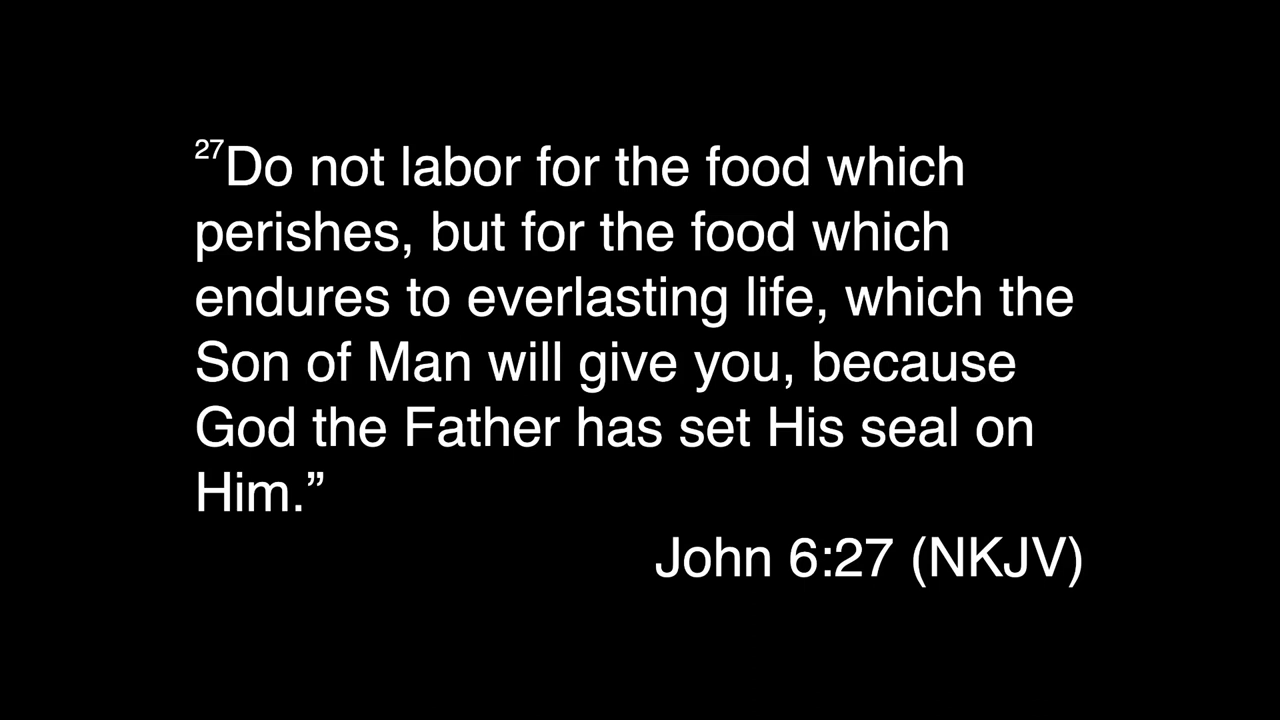 27Do not labor for the food which
perishes, but for the food which
endures to everlasting life, which the
Son of Man will give you, because
God the Father has set His seal on
Him.”
John 6:27 (NKJV)